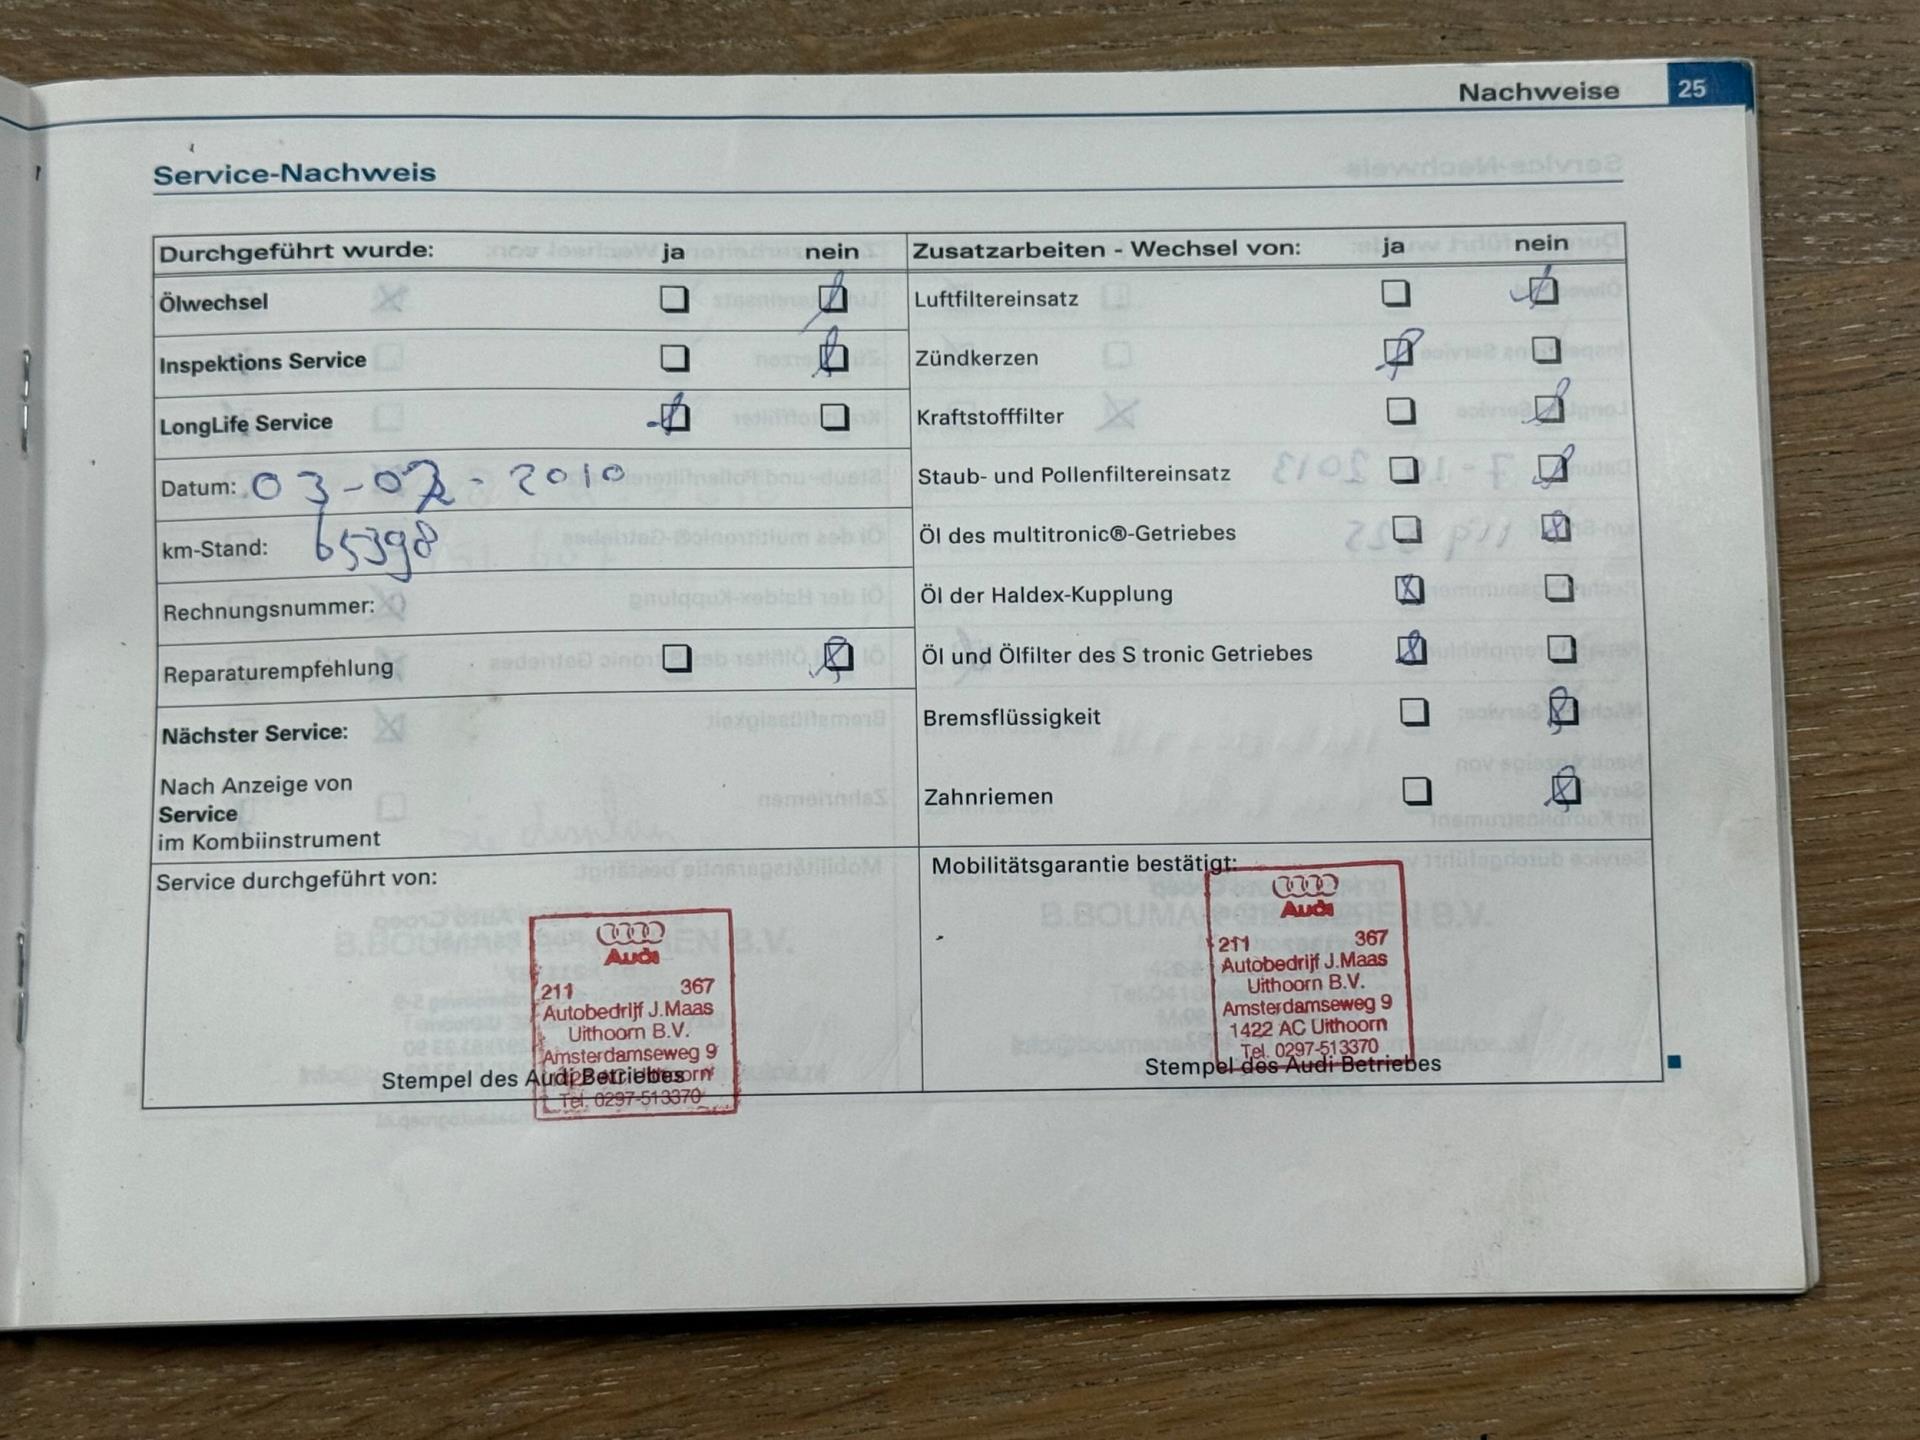 Nachweise 25
Service-Nachweis
Durchgeführt wurde: ja nein
Ölwechsel
Inspektions Service
LongLife Service
Datum: 03-02-2010
km-Stand: 65398
Rechnungsnummer:
Reparaturempfehlung
Nächster Service:
Nach Anzeige von
Service
im Kombiinstrument
Service durchgeführt von:
Audi
211 367
Autobedrijf J.Maas
Uithoorn B.V.
Amsterdamseweg 9
1422 AC Uithoorn
Tel. 0297-513370
Stempel des Audi Betriebes
Zusatzarbeiten - Wechsel von: ja nein
Luftfiltereinsatz
Zündkerzen
Kraftstofffilter
Staub- und Pollenfiltereinsatz
Öl des multitronic®-Getriebes
Öl der Haldex-Kupplung
Öl und Ölfilter des S tronic Getriebes
Bremsflüssigkeit
Zahnriemen
Mobilitätsgarantie bestätigt:
Audi
211 367
Autobedrijf J.Maas
Uithoorn B.V.
Amsterdamseweg 9
1422 AC Uithoorn
Tel. 0297-513370
Stempel des Audi Betriebes